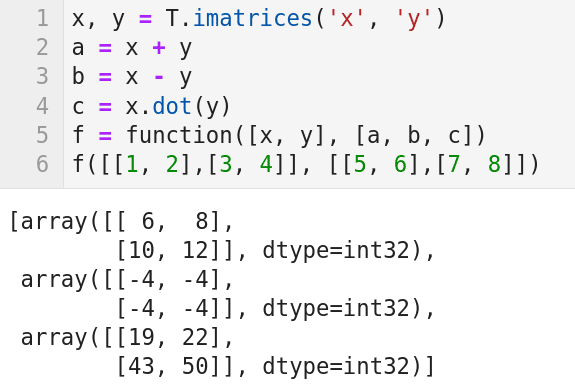 1 x, y = T.imatrices('x', 'y')
2 a = x + y
3 b = x - y
4 c = x.dot(y)
5 f = function([x, y], [a, b, c])
6 f([[1, 2],[3, 4]], [[5, 6],[7, 8]])
[array([[ 6,  8],
        [10, 12]], dtype=int32),
 array([[-4, -4],
        [-4, -4]], dtype=int32),
 array([[19, 22],
        [43, 50]], dtype=int32)]